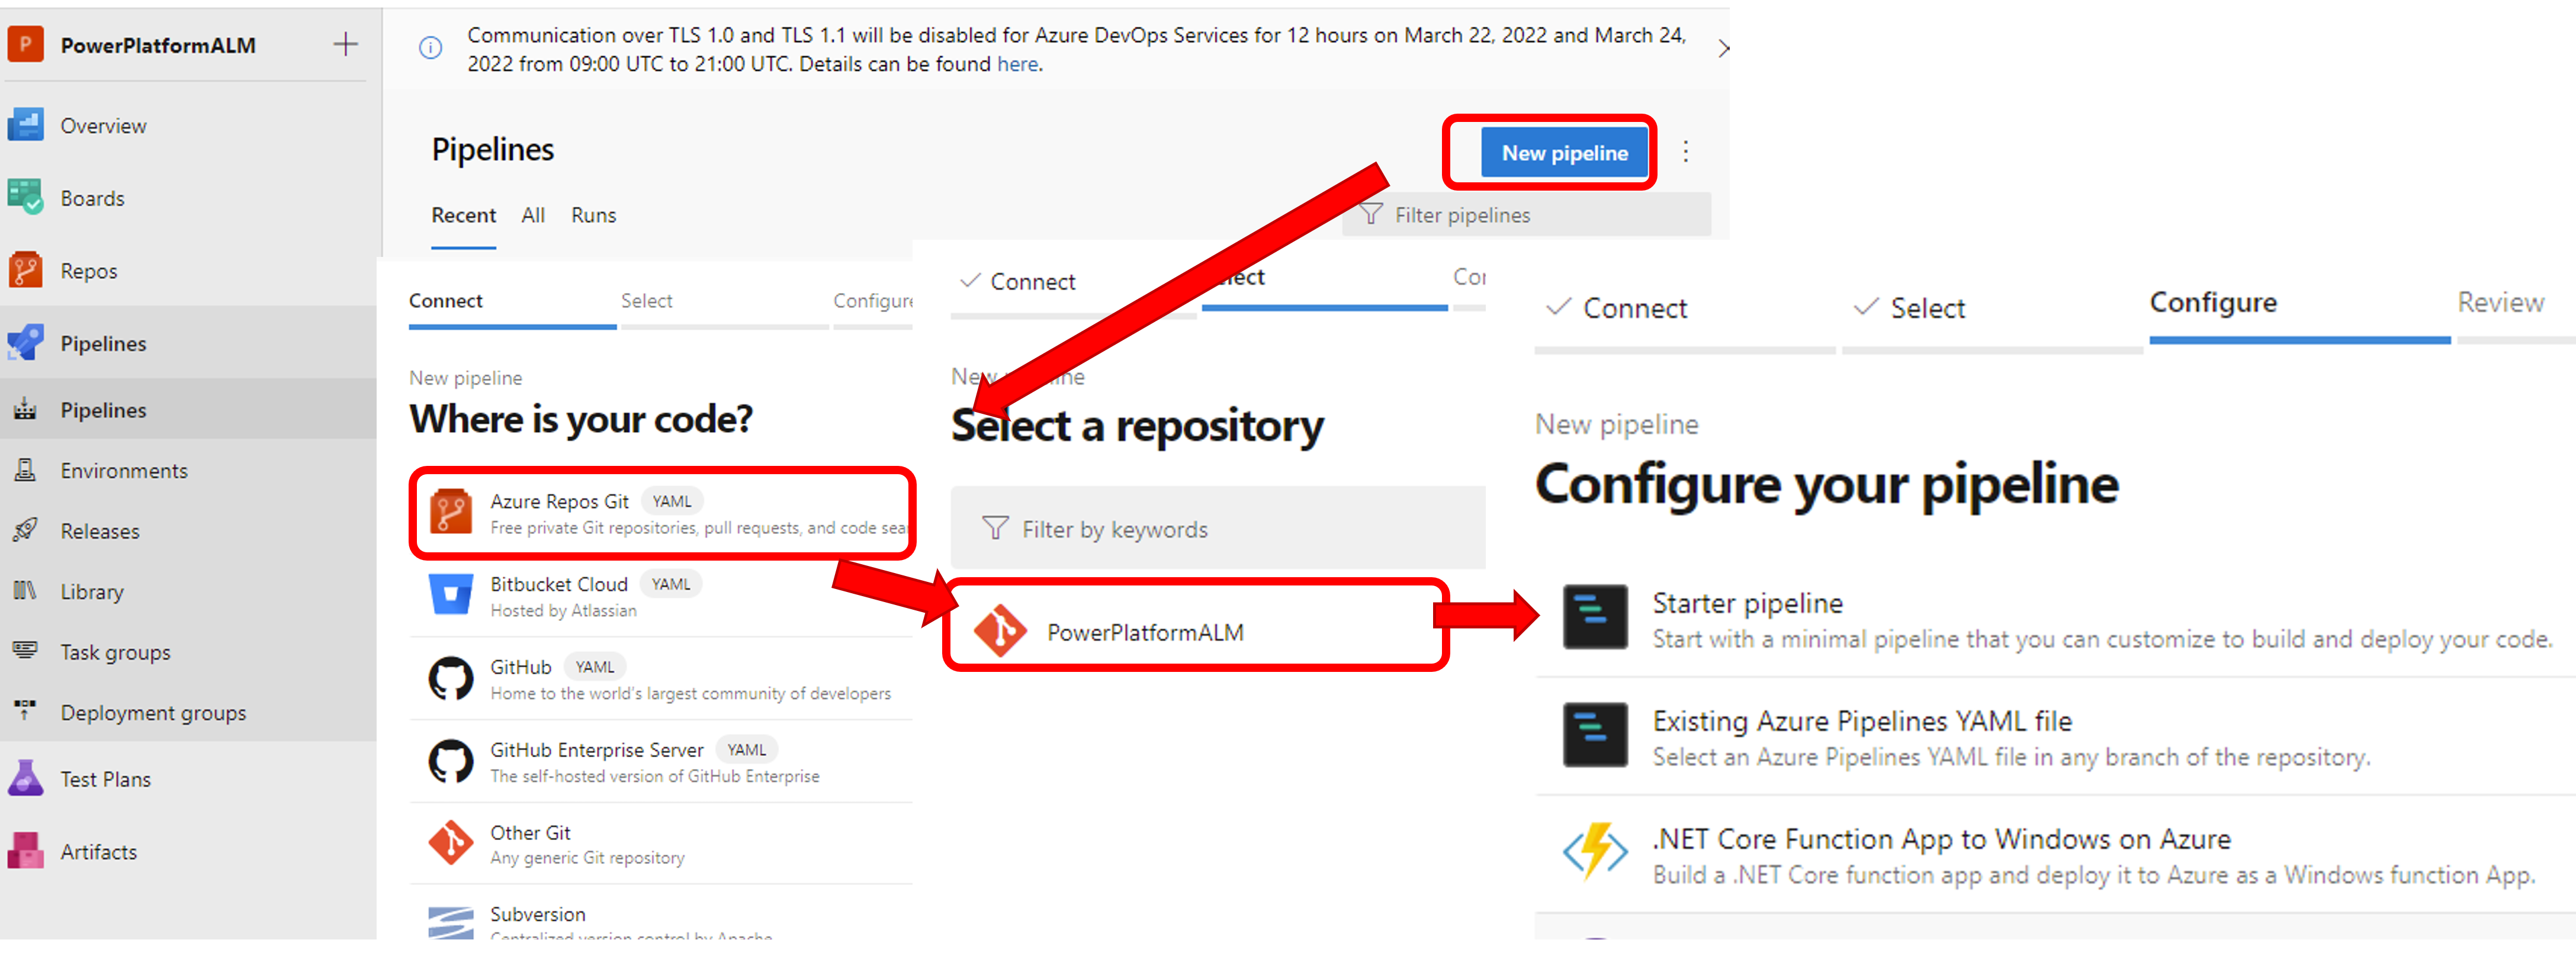 P PowerPlatformALM
Overview
Boards
Repos
Pipelines
Pipelines
Environments
Releases
Library
Task groups
Deployment groups
Test Plans
Artifacts
Communication over TLS 1.0 and TLS 1.1 will be disabled for Azure DevOps Services for 12 hours on March 22, 2022 and March 24,
2022 from 09:00 UTC to 21:00 UTC. Details can be found here.
Pipelines
New pipeline
Recent All Runs
Filter pipelines
Connect Select Configure
New pipeline
Where is your code?
Azure Repos Git YAML
Free private Git repositories, pull requests, and code sear
Bitbucket Cloud YAML
Hosted by Atlassian
GitHub YAML
Home to the world's largest community of developers
GitHub Enterprise Server YAML
The self-hosted version of GitHub Enterprise
Other Git
Any generic Git repository
Subversion
Centralized version control by Apache
Connect
New pipeline
Select a repository
Filter by keywords
PowerPlatformALM
Connect Select Configure Review
New pipeline
Configure your pipeline
Starter pipeline
Start with a minimal pipeline that you can customize to build and deploy your code.
Existing Azure Pipelines YAML file
Select an Azure Pipelines YAML file in any branch of the repository.
.NET Core Function App to Windows on Azure
Build a .NET Core function app and deploy it to Azure as a Windows function App.